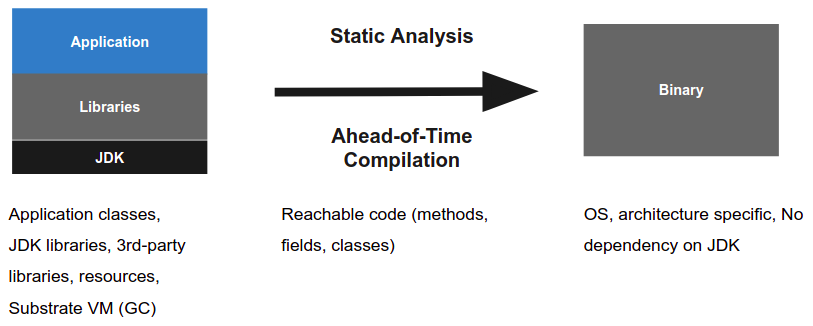 Application
Libraries
JDK
Static Analysis
Ahead-of-Time
Compilation
Binary
Application classes,
JDK libraries, 3rd-party
libraries, resources,
Substrate VM (GC)
Reachable code (methods,
fields, classes)
OS, architecture specific, No
dependency on JDK